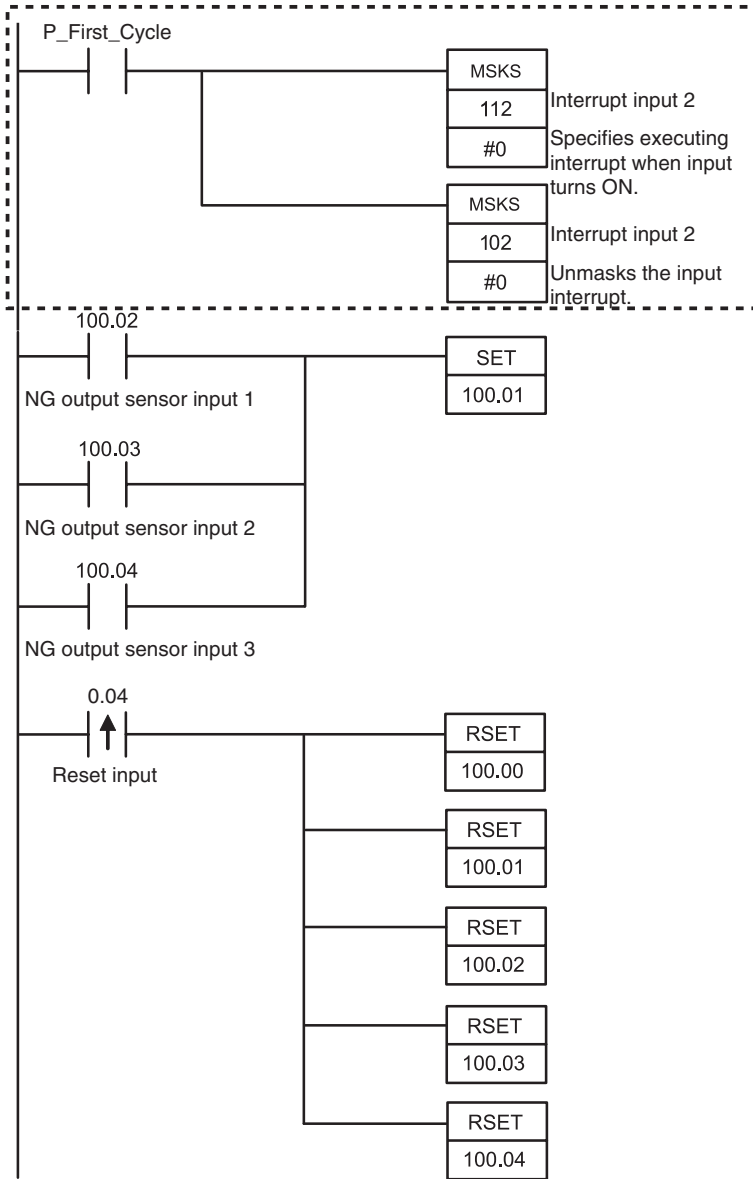 P_First_Cycle
MSKS
112
Interrupt input 2
#0
Specifies executing
interrupt when input
turns ON.
MSKS
102
Interrupt input 2
#0
Unmasks the input
interrupt.
100.02
SET
100.01
NG output sensor input 1
100.03
NG output sensor input 2
100.04
NG output sensor input 3
0.04
RSET
100.00
Reset input
RSET
100.01
RSET
100.02
RSET
100.03
RSET
100.04